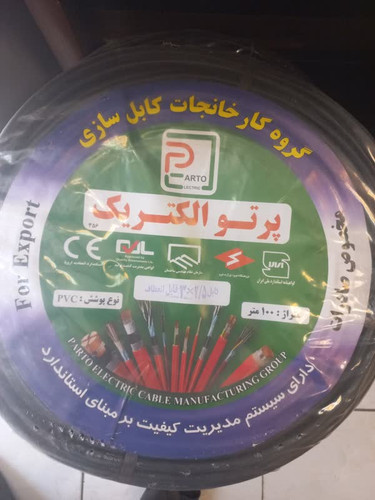 گروه کارخانجات کابل سازی
PARTO
ELECTRIC
پرتو الکتریک
For Export
مخصوص صادرات
CE
نوع پوشش : PVC
متراژ : ۱۰۰ متر
PARTO ELECTRIC CABLE MANUFACTURING GROUP
دارای سیستم مدیریت کیفیت بر مبنای استاندارد